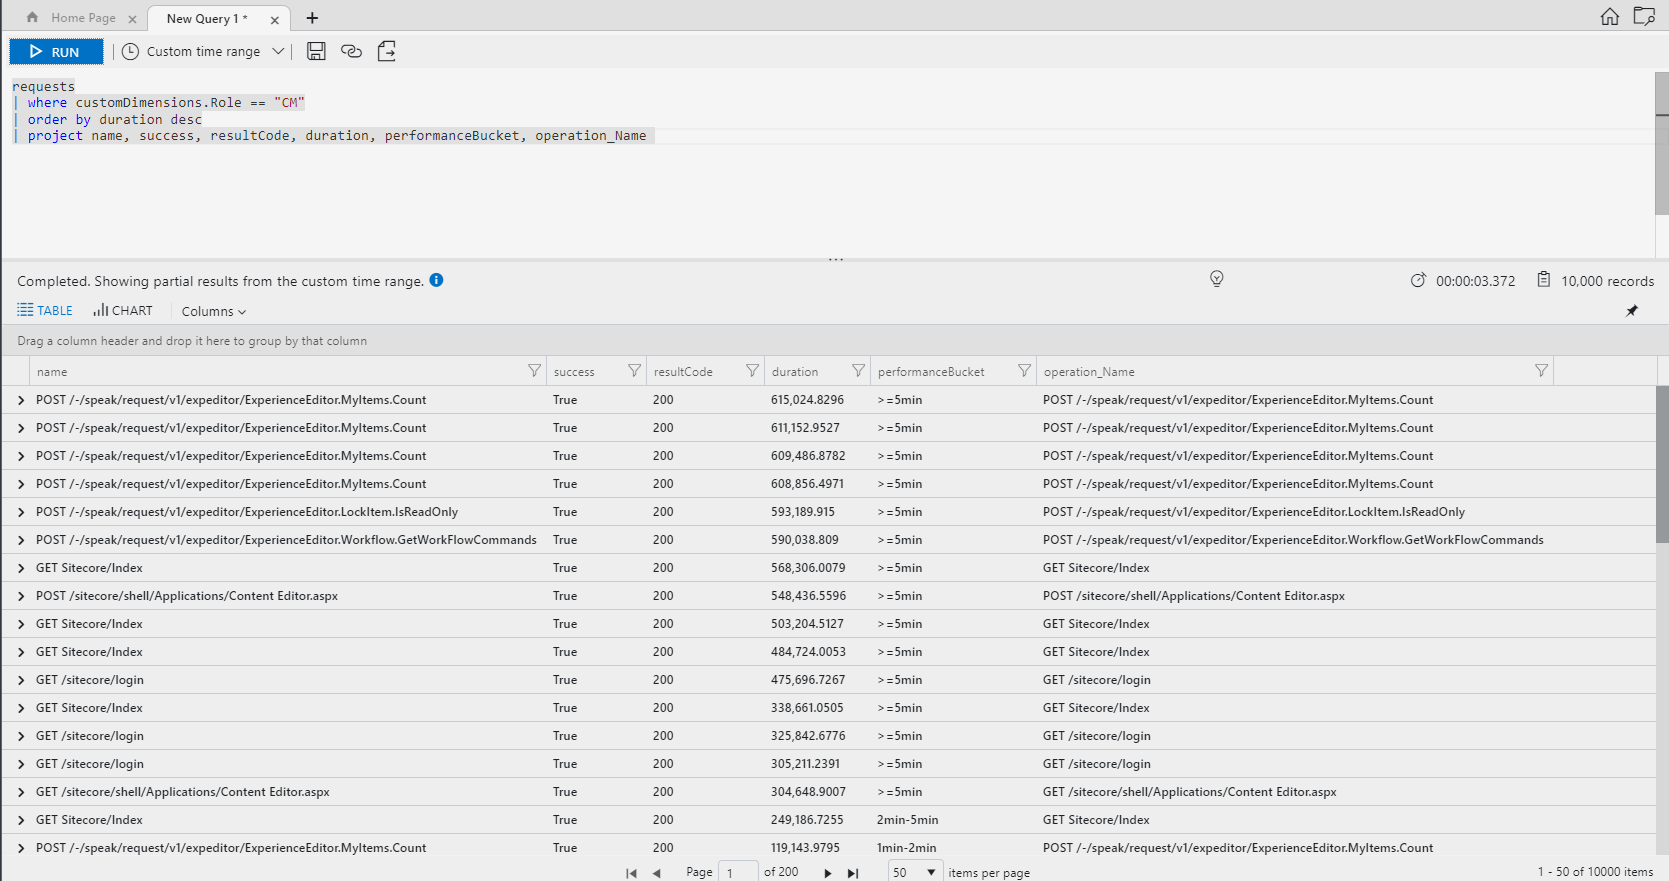 Home Page
New Query 1 *
RUN
Custom time range
requests
| where customDimensions.Role == "CM"
| order by duration desc
| project name, success, resultCode, duration, performanceBucket, operation_Name
Completed. Showing partial results from the custom time range.
00:00:03.372
10,000 records
TABLE
CHART
Columns
Drag a column header and drop it here to group by that column
name success resultCode duration performanceBucket operation_Name
POST /-/speak/request/v1/expeditor/ExperienceEditor.MyItems.Count True 200 615,024.8296 >=5min POST /-/speak/request/v1/expeditor/ExperienceEditor.MyItems.Count
POST /-/speak/request/v1/expeditor/ExperienceEditor.MyItems.Count True 200 611,152.9527 >=5min POST /-/speak/request/v1/expeditor/ExperienceEditor.MyItems.Count
POST /-/speak/request/v1/expeditor/ExperienceEditor.MyItems.Count True 200 609,486.8782 >=5min POST /-/speak/request/v1/expeditor/ExperienceEditor.MyItems.Count
POST /-/speak/request/v1/expeditor/ExperienceEditor.MyItems.Count True 200 608,856.4971 >=5min POST /-/speak/request/v1/expeditor/ExperienceEditor.MyItems.Count
POST /-/speak/request/v1/expeditor/ExperienceEditor.LockItem.IsReadOnly True 200 593,189.915 >=5min POST /-/speak/request/v1/expeditor/ExperienceEditor.LockItem.IsReadOnly
POST /-/speak/request/v1/expeditor/ExperienceEditor.Workflow.GetWorkFlowCommands True 200 590,038.809 >=5min POST /-/speak/request/v1/expeditor/ExperienceEditor.Workflow.GetWorkFlowCommands
GET Sitecore/Index True 200 568,306.0079 >=5min GET Sitecore/Index
POST /sitecore/shell/Applications/Content Editor.aspx True 200 548,436.5596 >=5min POST /sitecore/shell/Applications/Content Editor.aspx
GET Sitecore/Index True 200 503,204.5127 >=5min GET Sitecore/Index
GET Sitecore/Index True 200 484,724.0053 >=5min GET Sitecore/Index
GET /sitecore/login True 200 475,696.7267 >=5min GET /sitecore/login
GET Sitecore/Index True 200 338,661.0505 >=5min GET Sitecore/Index
GET /sitecore/login True 200 325,842.6776 >=5min GET /sitecore/login
GET /sitecore/login True 200 305,211.2391 >=5min GET /sitecore/login
GET /sitecore/shell/Applications/Content Editor.aspx True 200 304,648.9007 >=5min GET /sitecore/shell/Applications/Content Editor.aspx
GET Sitecore/Index True 200 249,186.7255 2min-5min GET Sitecore/Index
POST /-/speak/request/v1/expeditor/ExperienceEditor.MyItems.Count True 200 119,143.9795 1min-2min POST /-/speak/request/v1/expeditor/ExperienceEditor.MyItems.Count
Page 1 of 200 50 items per page 1 - 50 of 10000 items